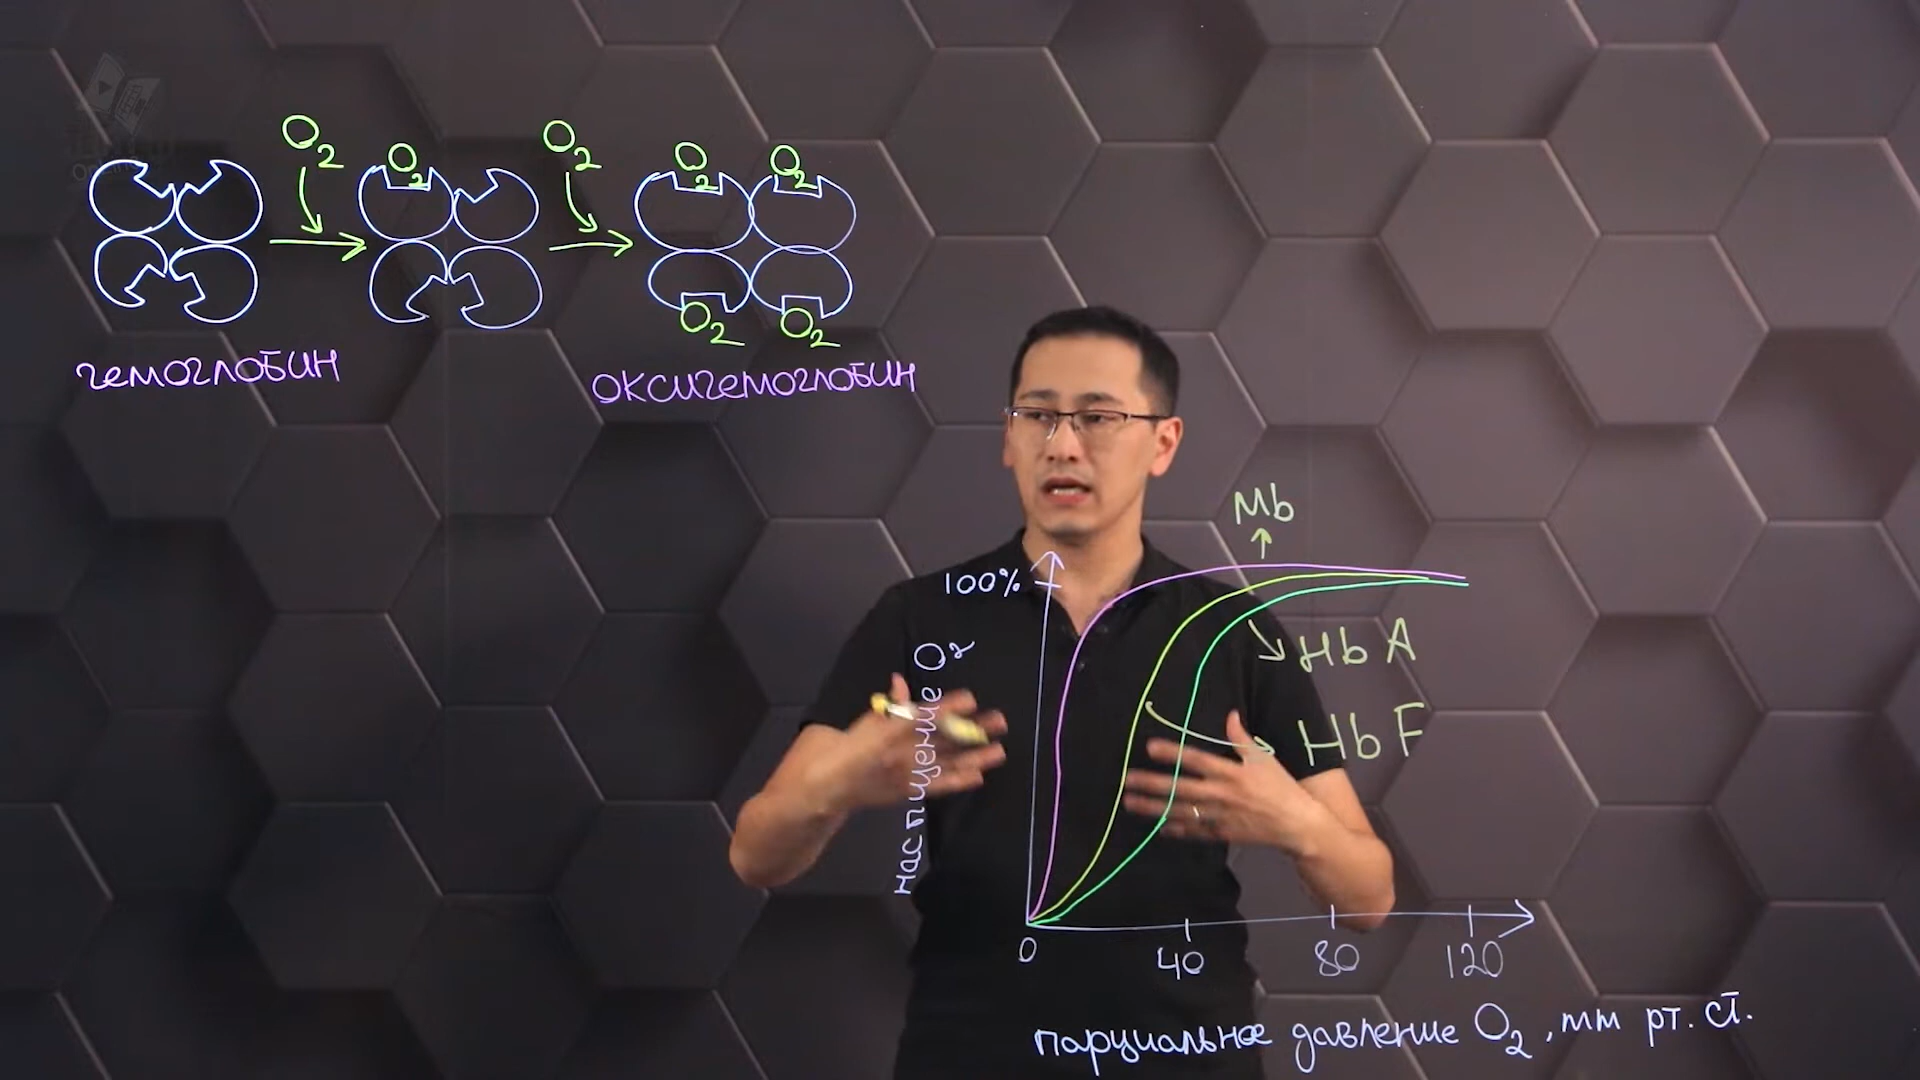 O₂
O₂
O₂
O₂
O₂
O₂
O₂
O₂
гемоглобин
оксигемоглобин
Mb
100%
насыщение O₂
Hb A
Hb F
0
40
80
120
парциальное давление O₂, мм рт. ст.